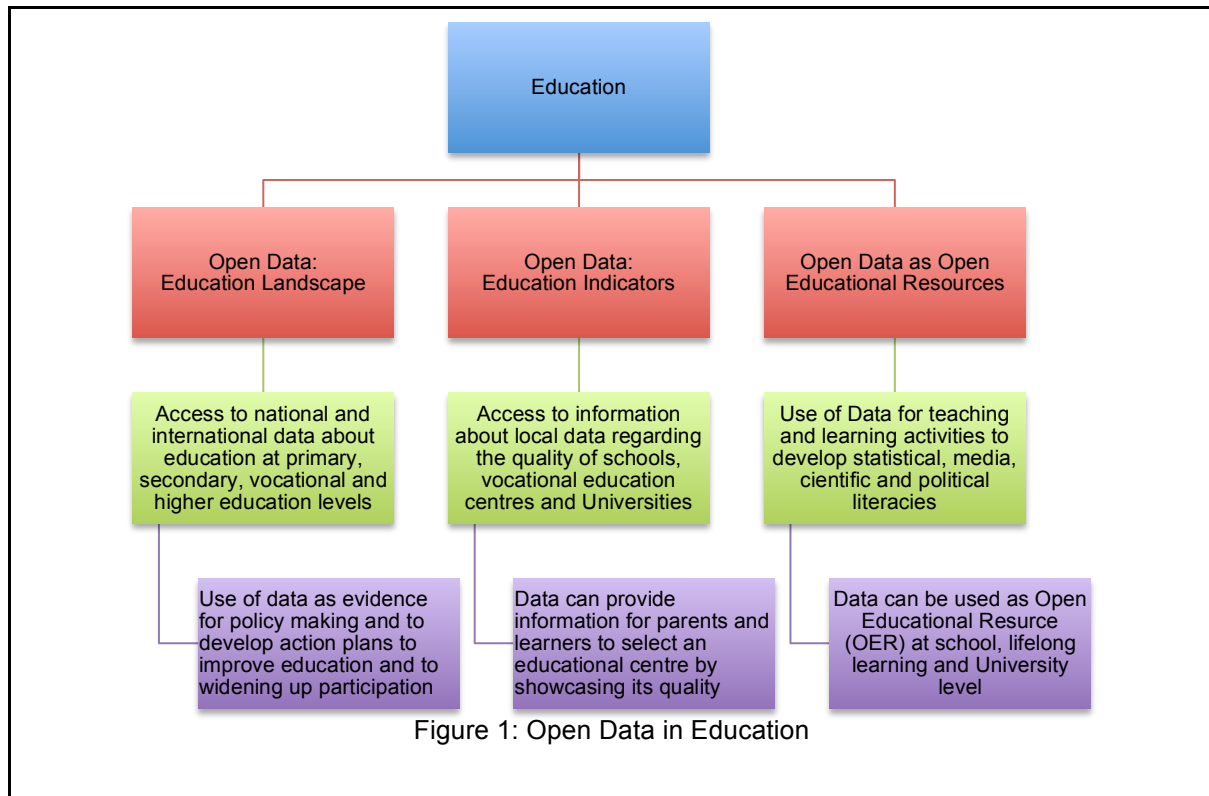 Education
Open Data:
Education Landscape
Open Data:
Education Indicators
Open Data as Open
Educational Resources
Access to national and
international data about
education at primary,
secondary, vocational and
higher education levels
Access to information
about local data regarding
the quality of schools,
vocational education
centres and Universities
Use of Data for teaching
and learning activities to
develop statistical, media,
cientific and political
literacies
Use of data as evidence
for policy making and to
develop action plans to
improve education and to
widening up participation
Data can provide
information for parents and
learners to select an
educational centre by
showcasing its quality
Data can be used as Open
Educational Resurce
(OER) at school, lifelong
learning and University
level
Figure 1: Open Data in Education